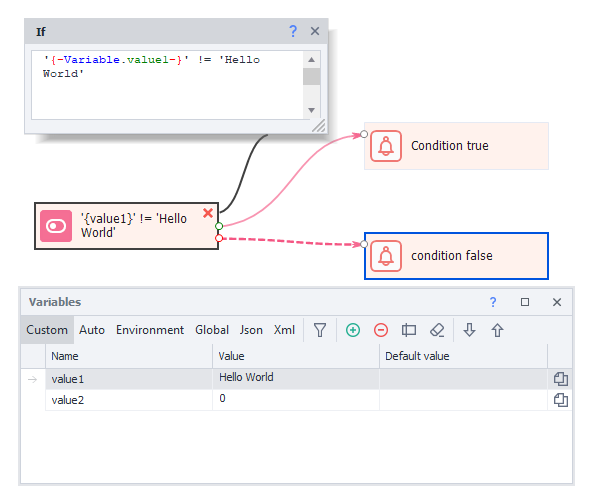 If
?
'{-Variable.value1-}' != 'Hello
World'
Condition true
'{value1}' != 'Hello
World'
condition false
Variables
?
Custom Auto Environment Global Json Xml
Name Value Default value
value1 Hello World
value2 0